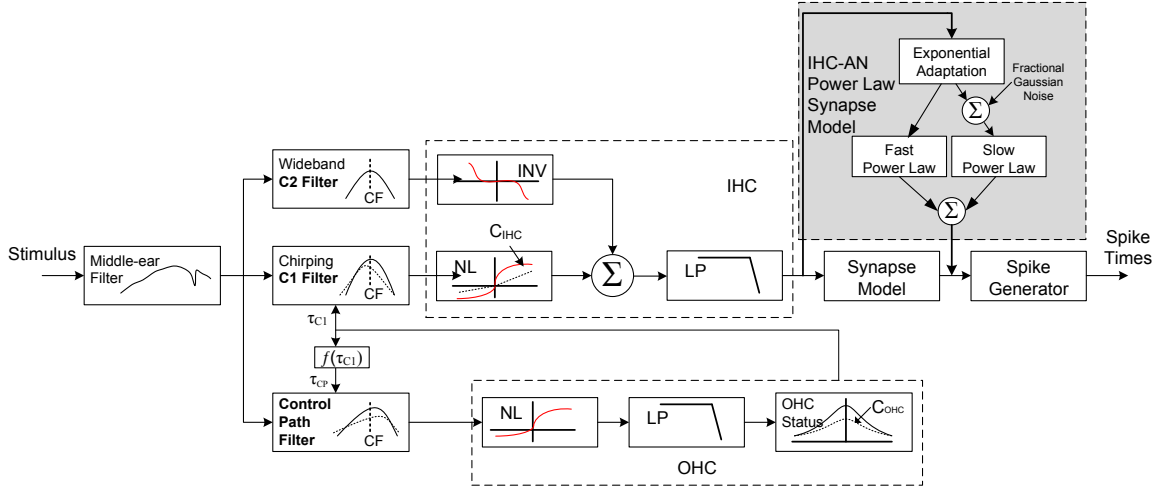 Stimulus
Middle-ear
Filter
Wideband
C2 Filter
CF
Chirping
C1 Filter
CF
τC1
f(τC1)
τCP
Control
Path
Filter
CF
INV
IHC
CIHC
NL
Σ
LP
NL
LP
OHC
Status
COHC
OHC
IHC-AN
Power Law
Synapse
Model
Exponential
Adaptation
Fractional
Gaussian
Noise
Σ
Fast
Power Law
Slow
Power Law
Σ
Synapse
Model
Spike
Generator
Spike
Times